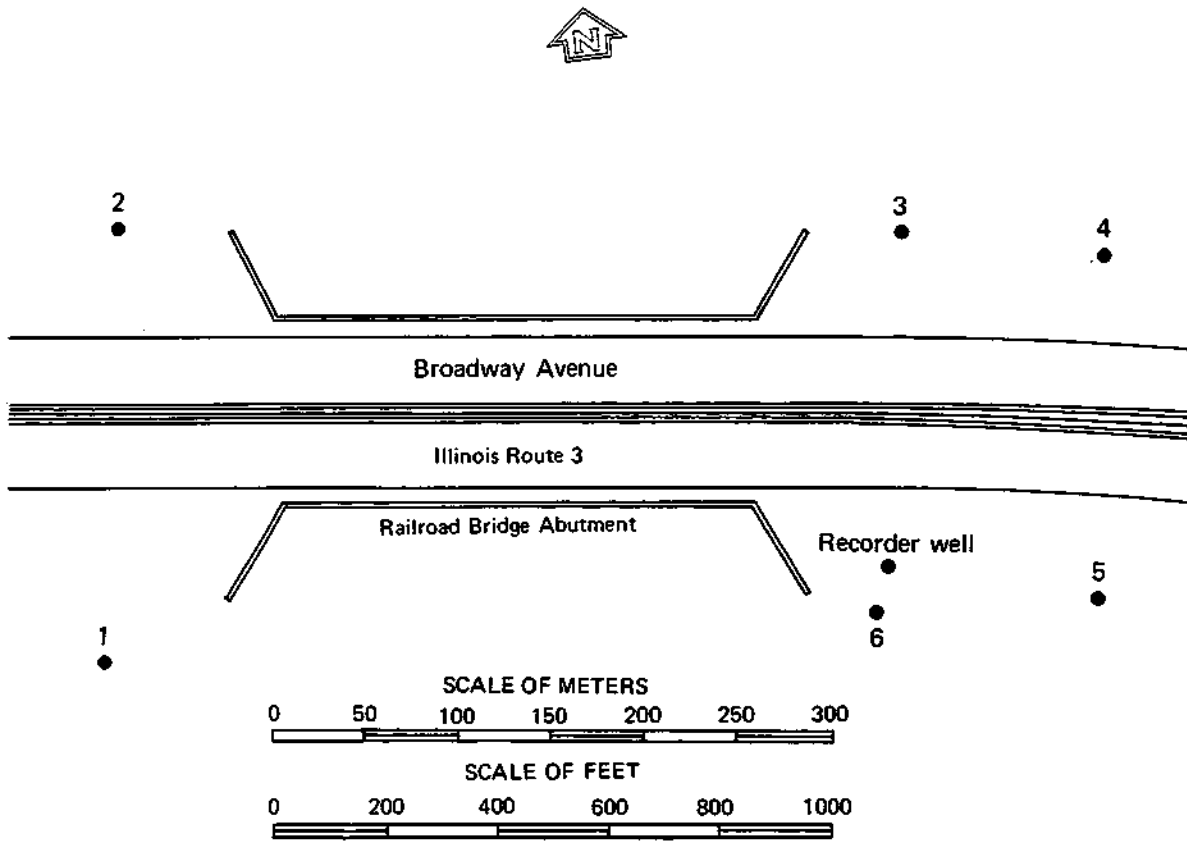 N
2
3
4
Broadway Avenue
Illinois Route 3
Railroad Bridge Abutment
Recorder well
5
6
1
SCALE OF METERS
0 50 100 150 200 250 300
SCALE OF FEET
0 200 400 600 800 1000